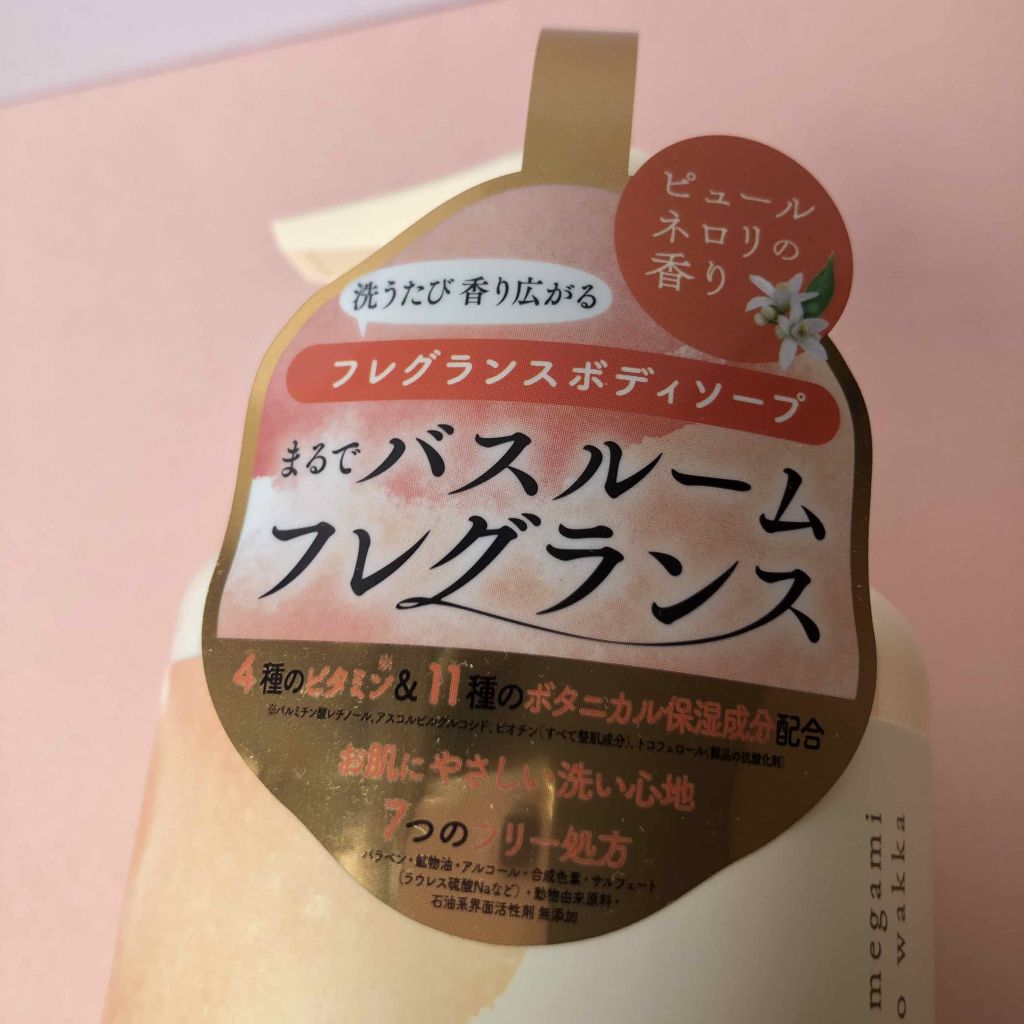 ピュール
ネロリの
香り
洗うたび 香り広がる
フレグランスボディソープ
まるでバスルーム
フレグランス
4種のビタミン※&11種のボタニカル保湿成分配合
※パルミチン酸レチノール、アスコルビルグルコシド、ビオチン(すべて整肌成分)、トコフェロール(製品の抗酸化剤)
お肌にやさしい洗い心地
7つのフリー処方
パラベン・鉱物油・アルコール・合成色素・サルフェート
(ラウレス硫酸Naなど)・動物由来原料・
石油系界面活性剤 無添加
megami
o wakka